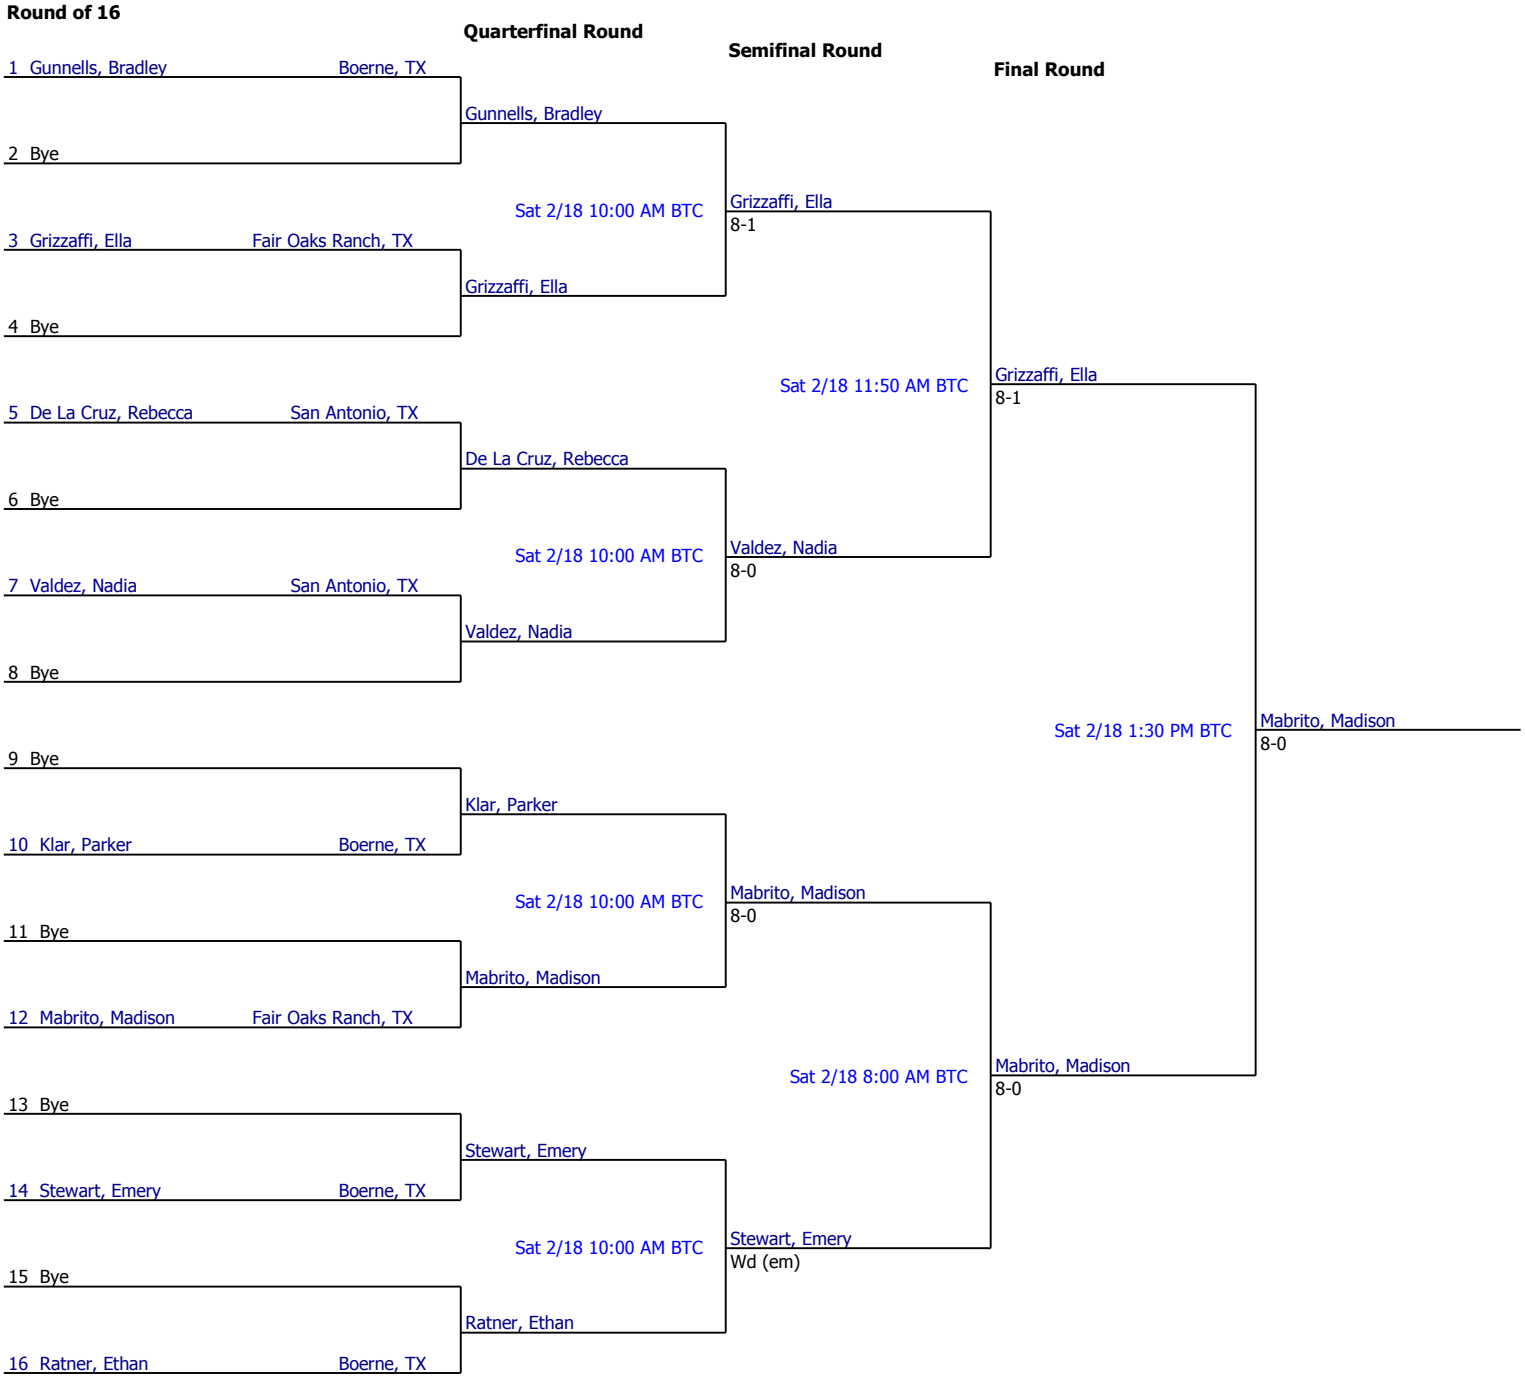 Round of 16
Quarterfinal Round
Semifinal Round
Final Round
1 Gunnells, Bradley Boerne, TX
Gunnells, Bradley
2 Bye
Sat 2/18 10:00 AM BTC
Grizzaffi, Ella
8-1
3 Grizzaffi, Ella Fair Oaks Ranch, TX
Grizzaffi, Ella
4 Bye
Sat 2/18 11:50 AM BTC
Grizzaffi, Ella
8-1
5 De La Cruz, Rebecca San Antonio, TX
De La Cruz, Rebecca
6 Bye
Sat 2/18 10:00 AM BTC
Valdez, Nadia
8-0
7 Valdez, Nadia San Antonio, TX
Valdez, Nadia
8 Bye
Sat 2/18 1:30 PM BTC
Mabrito, Madison
8-0
9 Bye
Klar, Parker
10 Klar, Parker Boerne, TX
Sat 2/18 10:00 AM BTC
Mabrito, Madison
8-0
11 Bye
Mabrito, Madison
12 Mabrito, Madison Fair Oaks Ranch, TX
Sat 2/18 8:00 AM BTC
Mabrito, Madison
8-0
13 Bye
Stewart, Emery
14 Stewart, Emery Boerne, TX
Sat 2/18 10:00 AM BTC
Stewart, Emery
Wd (em)
15 Bye
Ratner, Ethan
16 Ratner, Ethan Boerne, TX